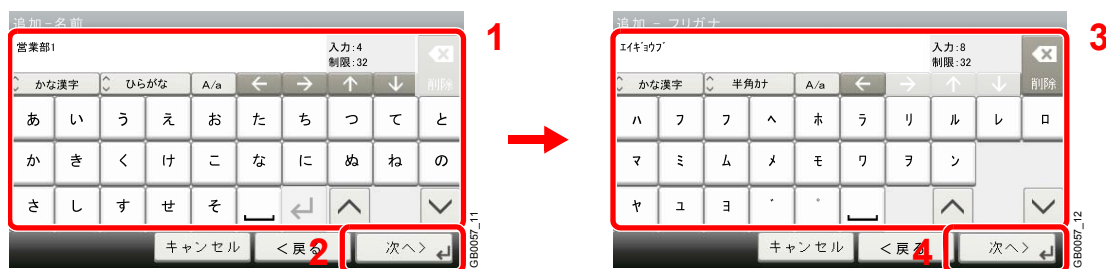 追加-名前
営業部1
入力:4
制限:32
かな漢字 ひらがな A/a ← → ↑ ↓ 削除
あ い う え お た ち つ て と
か き く け こ な に ぬ ね の
さ し す せ そ
キャンセル <戻る 次へ>
1
2
GB0057_11
追加 - フリガナ
ｴｲｷﾞｮｳﾌﾞ
入力:8
制限:32
かな漢字 半角ｶﾅ A/a ← → ↑ ↓ 削除
ﾊ ﾌ ﾌ ﾍ ﾎ ﾗ ﾘ ﾙ ﾚ ﾛ
ﾏ ﾐ ﾑ ﾒ ﾓ ﾜ ｦ ﾝ
ﾔ ﾕ ﾖ ﾞ ﾟ
キャンセル <戻る 次へ>
3
4
GB0057_12